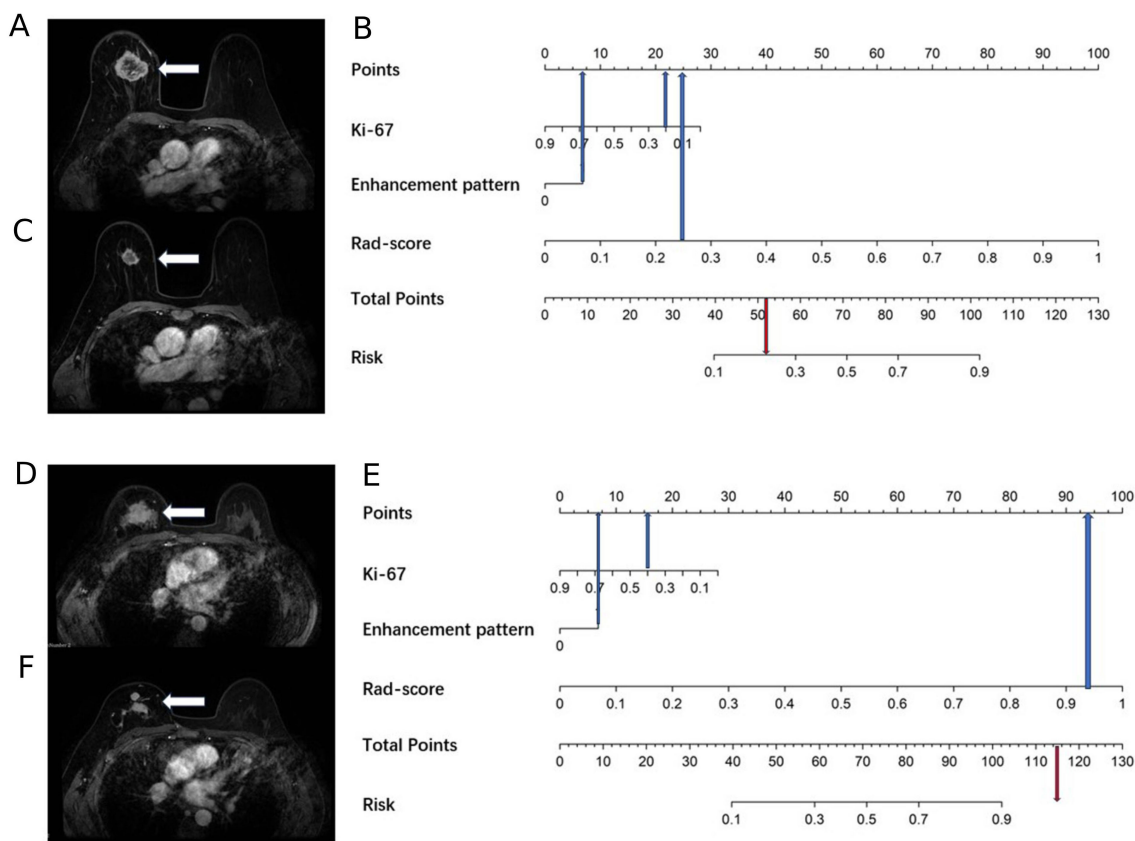 A
B
0 10 20 30 40 50 60 70 80 90 100
Points
Ki-67
0.9 0.7 0.5 0.3 0.1
Enhancement pattern
0
C
Rad-score
0 0.1 0.2 0.3 0.4 0.5 0.6 0.7 0.8 0.9 1
Total Points
0 10 20 30 40 50 60 70 80 90 100 110 120 130
Risk
0.1 0.3 0.5 0.7 0.9
D
E
0 10 20 30 40 50 60 70 80 90 100
Points
Ki-67
0.9 0.7 0.5 0.3 0.1
Enhancement pattern
0
F
Rad-score
0 0.1 0.2 0.3 0.4 0.5 0.6 0.7 0.8 0.9 1
Total Points
0 10 20 30 40 50 60 70 80 90 100 110 120 130
Risk
0.1 0.3 0.5 0.7 0.9